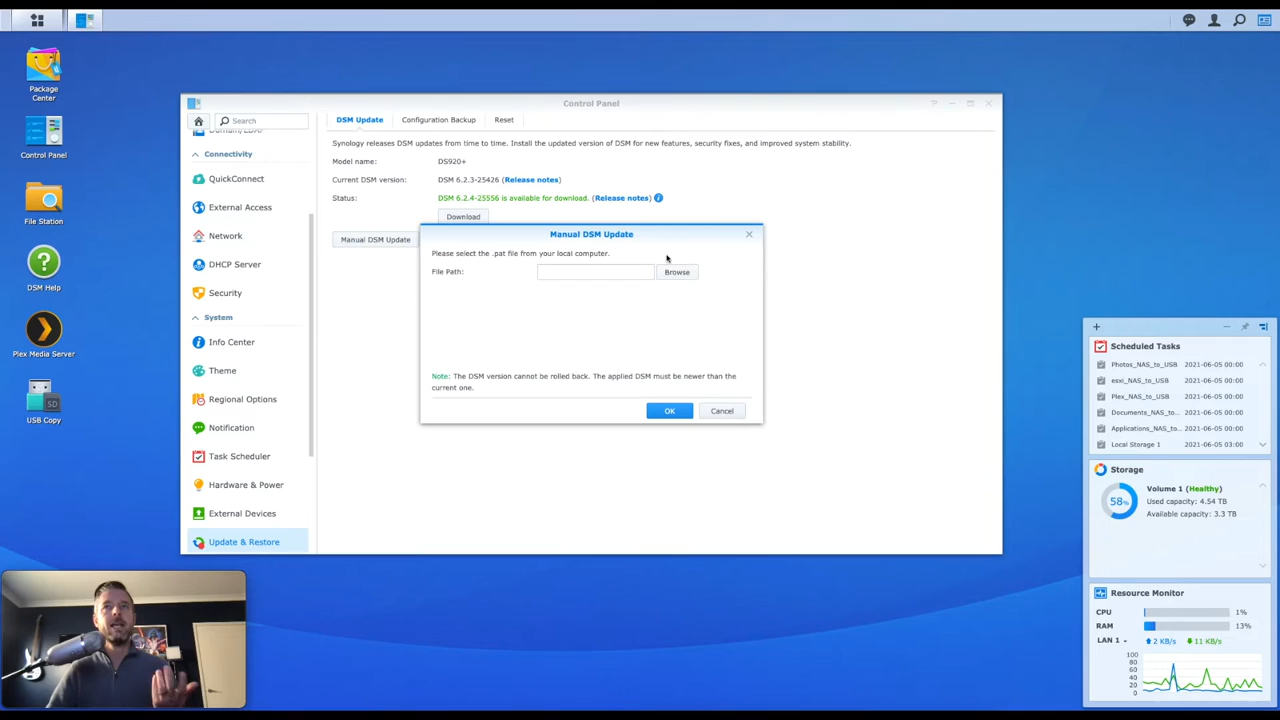 Package
Center
Control Panel
File Station
DSM Help
Plex Media Server
SD
USB Copy
Control Panel
Search
Domain/LDAP
Connectivity
QuickConnect
External Access
Network
DHCP Server
Security
System
Info Center
Theme
Regional Options
Notification
Task Scheduler
Hardware & Power
External Devices
Update & Restore
DSM Update
Configuration Backup
Reset
Synology releases DSM updates from time to time. Install the updated version of DSM for new features, security fixes, and improved system stability.
Model name: DS920+
Current DSM version: DSM 6.2.3-25426 (Release notes)
Status: DSM 6.2.4-25556 is available for download. (Release notes)
Download
Manual DSM Update
Manual DSM Update
Please select the .pat file from your local computer.
File Path: Browse
Note: The DSM version cannot be rolled back. The applied DSM must be newer than the
current one.
OK Cancel
Scheduled Tasks
Photos_NAS_to_USB 2021-06-05 00:00
esxi_NAS_to_USB 2021-06-05 00:00
Plex_NAS_to_USB 2021-06-05 00:00
Documents_NAS_to... 2021-06-05 00:00
Applications_NAS_to... 2021-06-05 00:00
Local Storage 1 2021-06-05 03:00
Storage
58%
Volume 1 (Healthy)
Used capacity: 4.54 TB
Available capacity: 3.3 TB
Resource Monitor
CPU 1%
RAM 13%
LAN 1 2 KB/s 11 KB/s
100
80
60
40
20
0